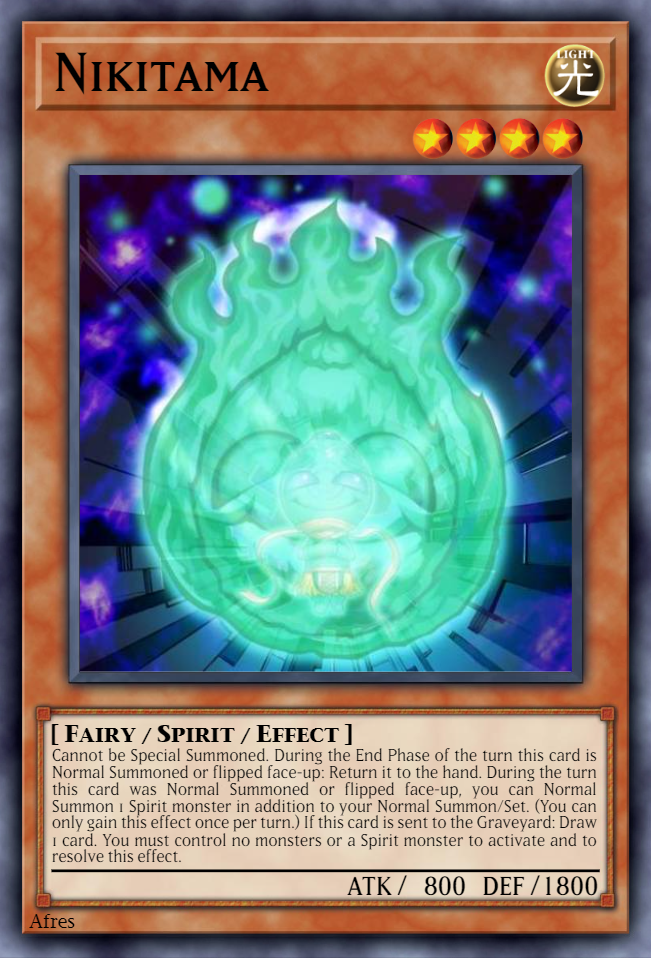 Nikitama
LIGHT
光
[ Fairy / Spirit / Effect ]
Cannot be Special Summoned. During the End Phase of the turn this card is
Normal Summoned or flipped face-up: Return it to the hand. During the turn
this card was Normal Summoned or flipped face-up, you can Normal
Summon 1 Spirit monster in addition to your Normal Summon/Set. (You can
only gain this effect once per turn.) If this card is sent to the Graveyard: Draw
1 card. You must control no monsters or a Spirit monster to activate and to
resolve this effect.
ATK / 800 DEF /1800
Afres